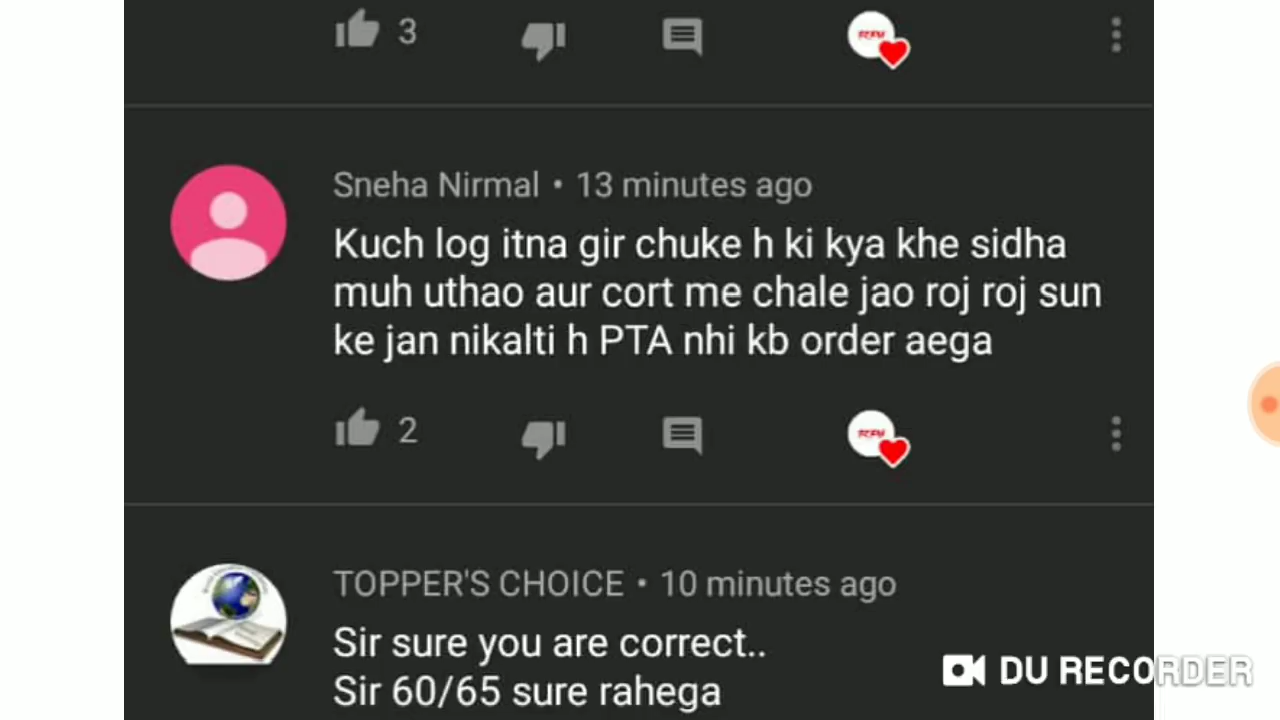 3
Sneha Nirmal • 13 minutes ago
Kuch log itna gir chuke h ki kya khe sidha
muh uthao aur cort me chale jao roj roj sun
ke jan nikalti h PTA nhi kb order aega
2
TOPPER'S CHOICE • 10 minutes ago
Sir sure you are correct..
Sir 60/65 sure rahega
DU RECORDER